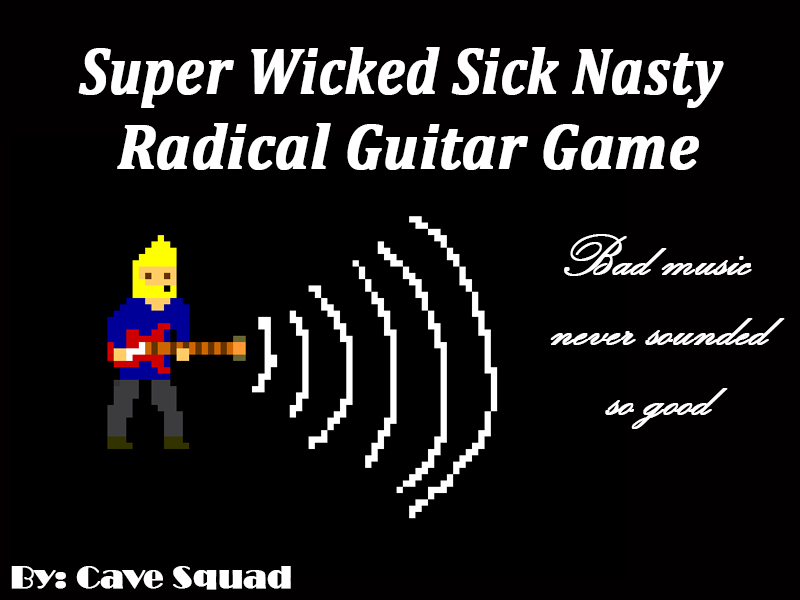 Super Wicked Sick Nasty
Radical Guitar Game
Bad music
never sounded
so good
By: Cave Squad